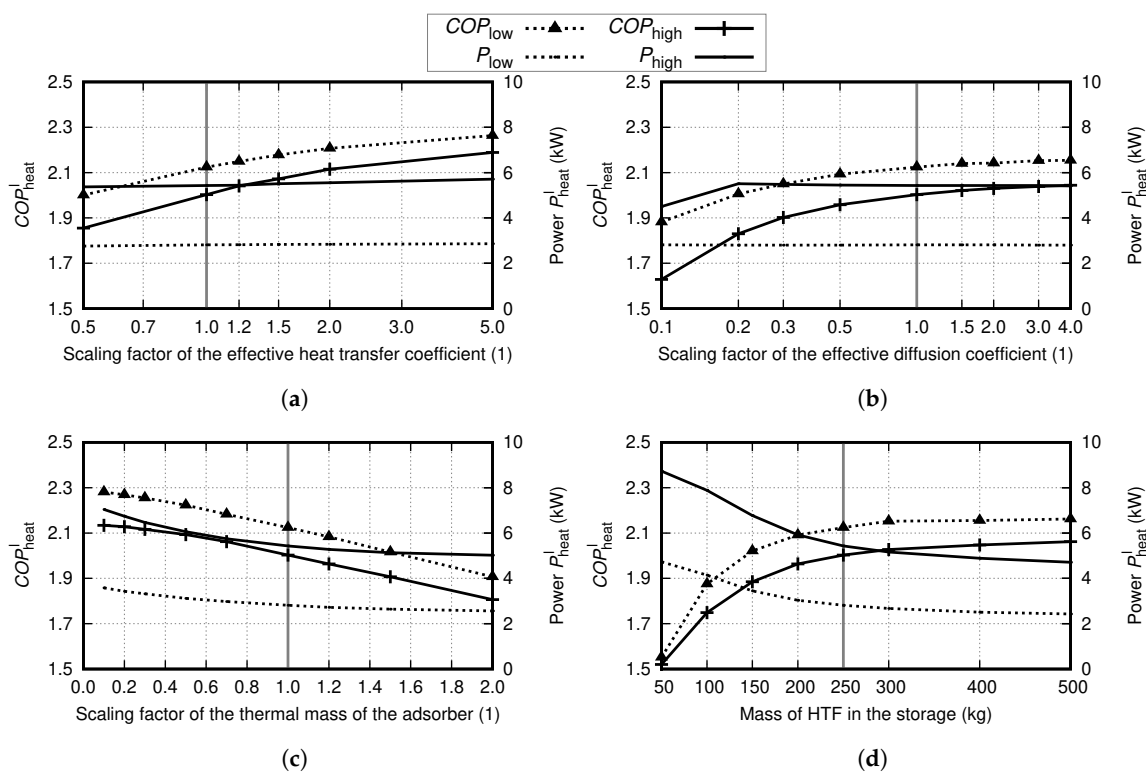 COP_low COP_high
P_low P_high
2.5 2.3 2.1 1.9 1.7 1.5
COP^l_heat
10 8 6 4 2 0
Power P^l_heat (kW)
0.5 0.7 1.0 1.2 1.5 2.0 3.0 5.0
Scaling factor of the effective heat transfer coefficient (1)
(a)
2.5 2.3 2.1 1.9 1.7 1.5
COP^l_heat
10 8 6 4 2 0
Power P^l_heat (kW)
0.1 0.2 0.3 0.5 1.0 1.5 2.0 3.0 4.0
Scaling factor of the effective diffusion coefficient (1)
(b)
2.5 2.3 2.1 1.9 1.7 1.5
COP^l_heat
10 8 6 4 2 0
Power P^l_heat (kW)
0.0 0.2 0.4 0.6 0.8 1.0 1.2 1.4 1.6 1.8 2.0
Scaling factor of the thermal mass of the adsorber (1)
(c)
2.5 2.3 2.1 1.9 1.7 1.5
COP^l_heat
10 8 6 4 2 0
Power P^l_heat (kW)
50 100 150 200 250 300 400 500
Mass of HTF in the storage (kg)
(d)